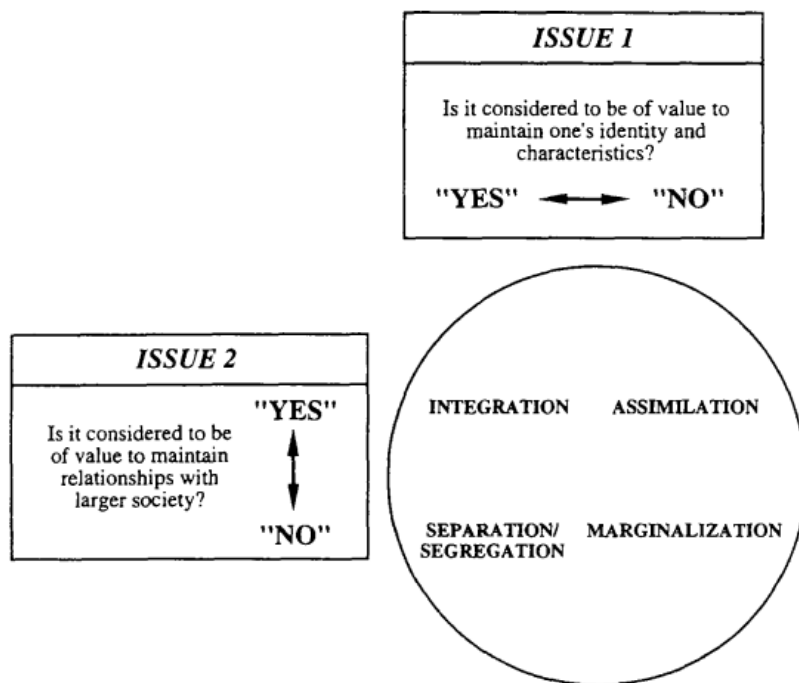 ISSUE 1
Is it considered to be of value to
maintain one's identity and
characteristics?
"YES" "NO"
ISSUE 2
"YES"
Is it considered to be
of value to maintain
relationships with
larger society?
"NO"
INTEGRATION ASSIMILATION
SEPARATION/ MARGINALIZATION
SEGREGATION